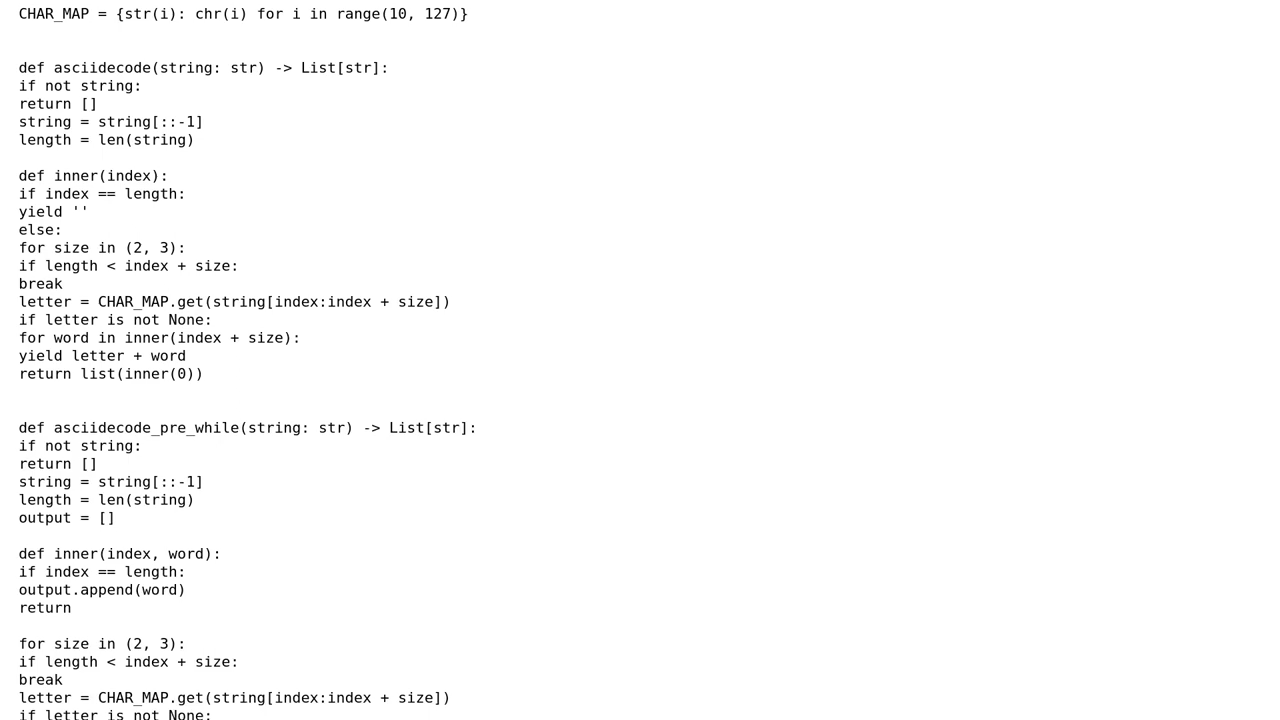 CHAR_MAP = {str(i): chr(i) for i in range(10, 127)}
def asciidecode(string: str) -> List[str]:
if not string:
return []
string = string[::-1]
length = len(string)
def inner(index):
if index == length:
yield ''
else:
for size in (2, 3):
if length < index + size:
break
letter = CHAR_MAP.get(string[index:index + size])
if letter is not None:
for word in inner(index + size):
yield letter + word
return list(inner(0))
def asciidecode_pre_while(string: str) -> List[str]:
if not string:
return []
string = string[::-1]
length = len(string)
output = []
def inner(index, word):
if index == length:
output.append(word)
return
for size in (2, 3):
if length < index + size:
break
letter = CHAR_MAP.get(string[index:index + size])
if letter is not None: